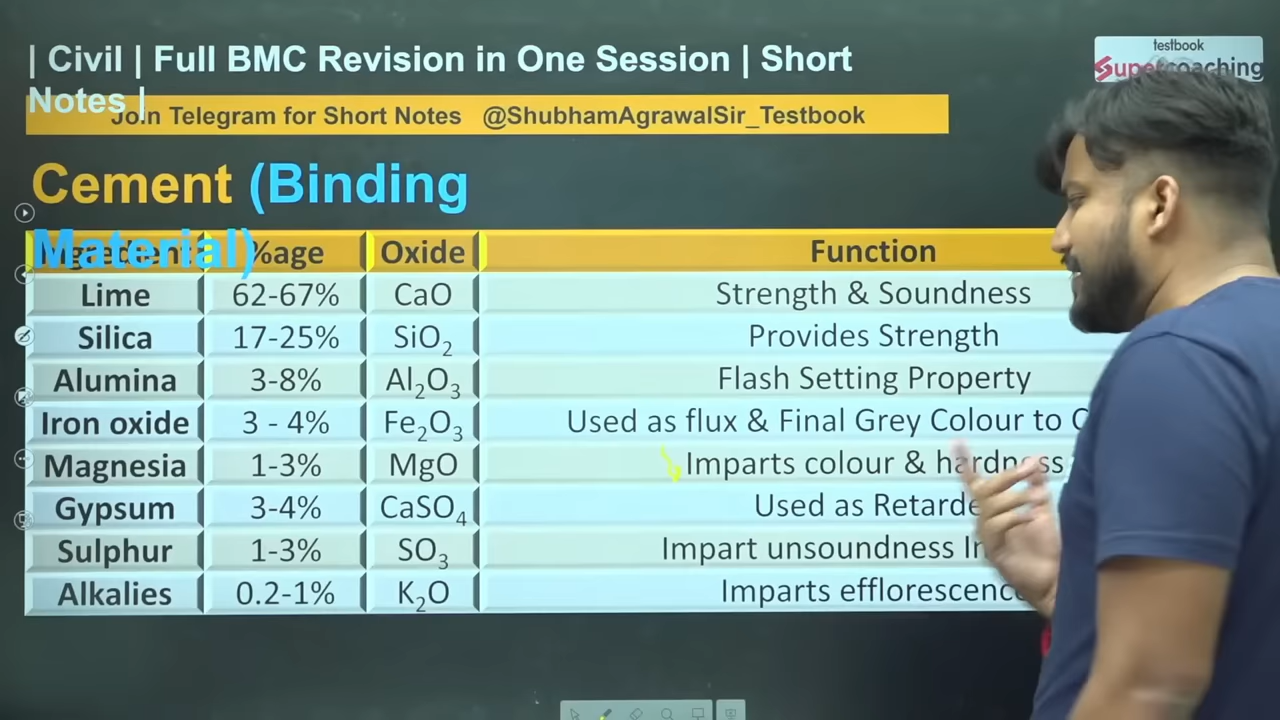 | Civil | Full BMC Revision in One Session | Short
Notes |
testbook
Supercoaching
Join Telegram for Short Notes @ShubhamAgrawalSir_Testbook
Cement (Binding
Material)
Ingredient %age Oxide Function
Lime 62-67% CaO Strength & Soundness
Silica 17-25% SiO₂ Provides Strength
Alumina 3-8% Al₂O₃ Flash Setting Property
Iron oxide 3 - 4% Fe₂O₃ Used as flux & Final Grey Colour to
Magnesia 1-3% MgO Imparts colour & hardness
Gypsum 3-4% CaSO₄ Used as
Sulphur 1-3% SO₃ Impart unsoundness
Alkalies 0.2-1% K₂O Imparts